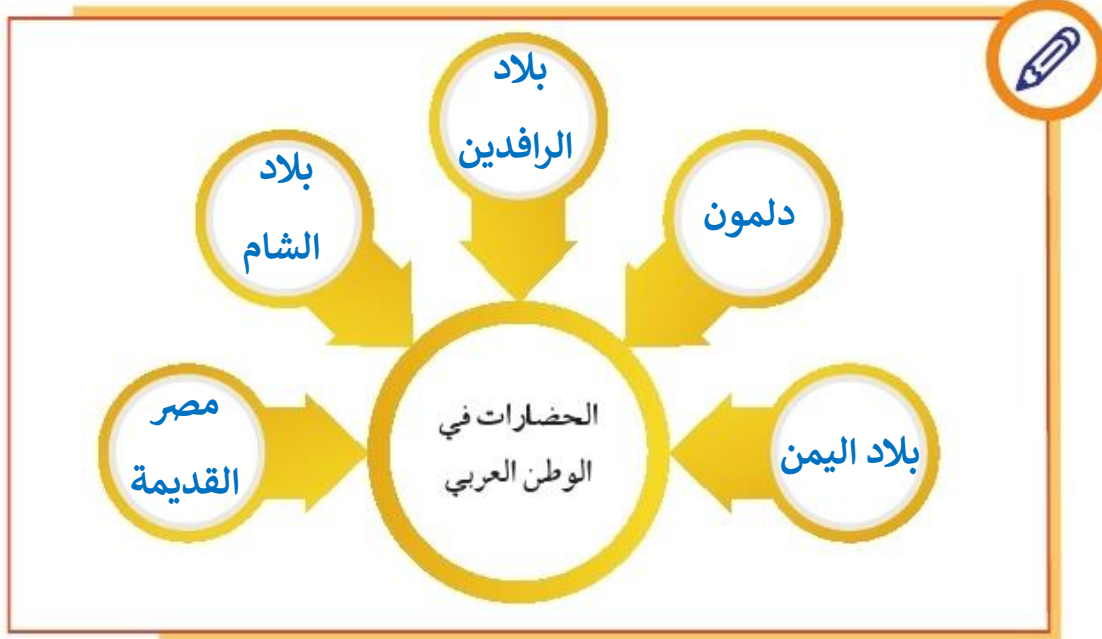 بلاد
الرافدين
دلمون
بلاد
الشام
بلاد اليمن
مصر
القديمة
الحضارات في
الوطن العربي